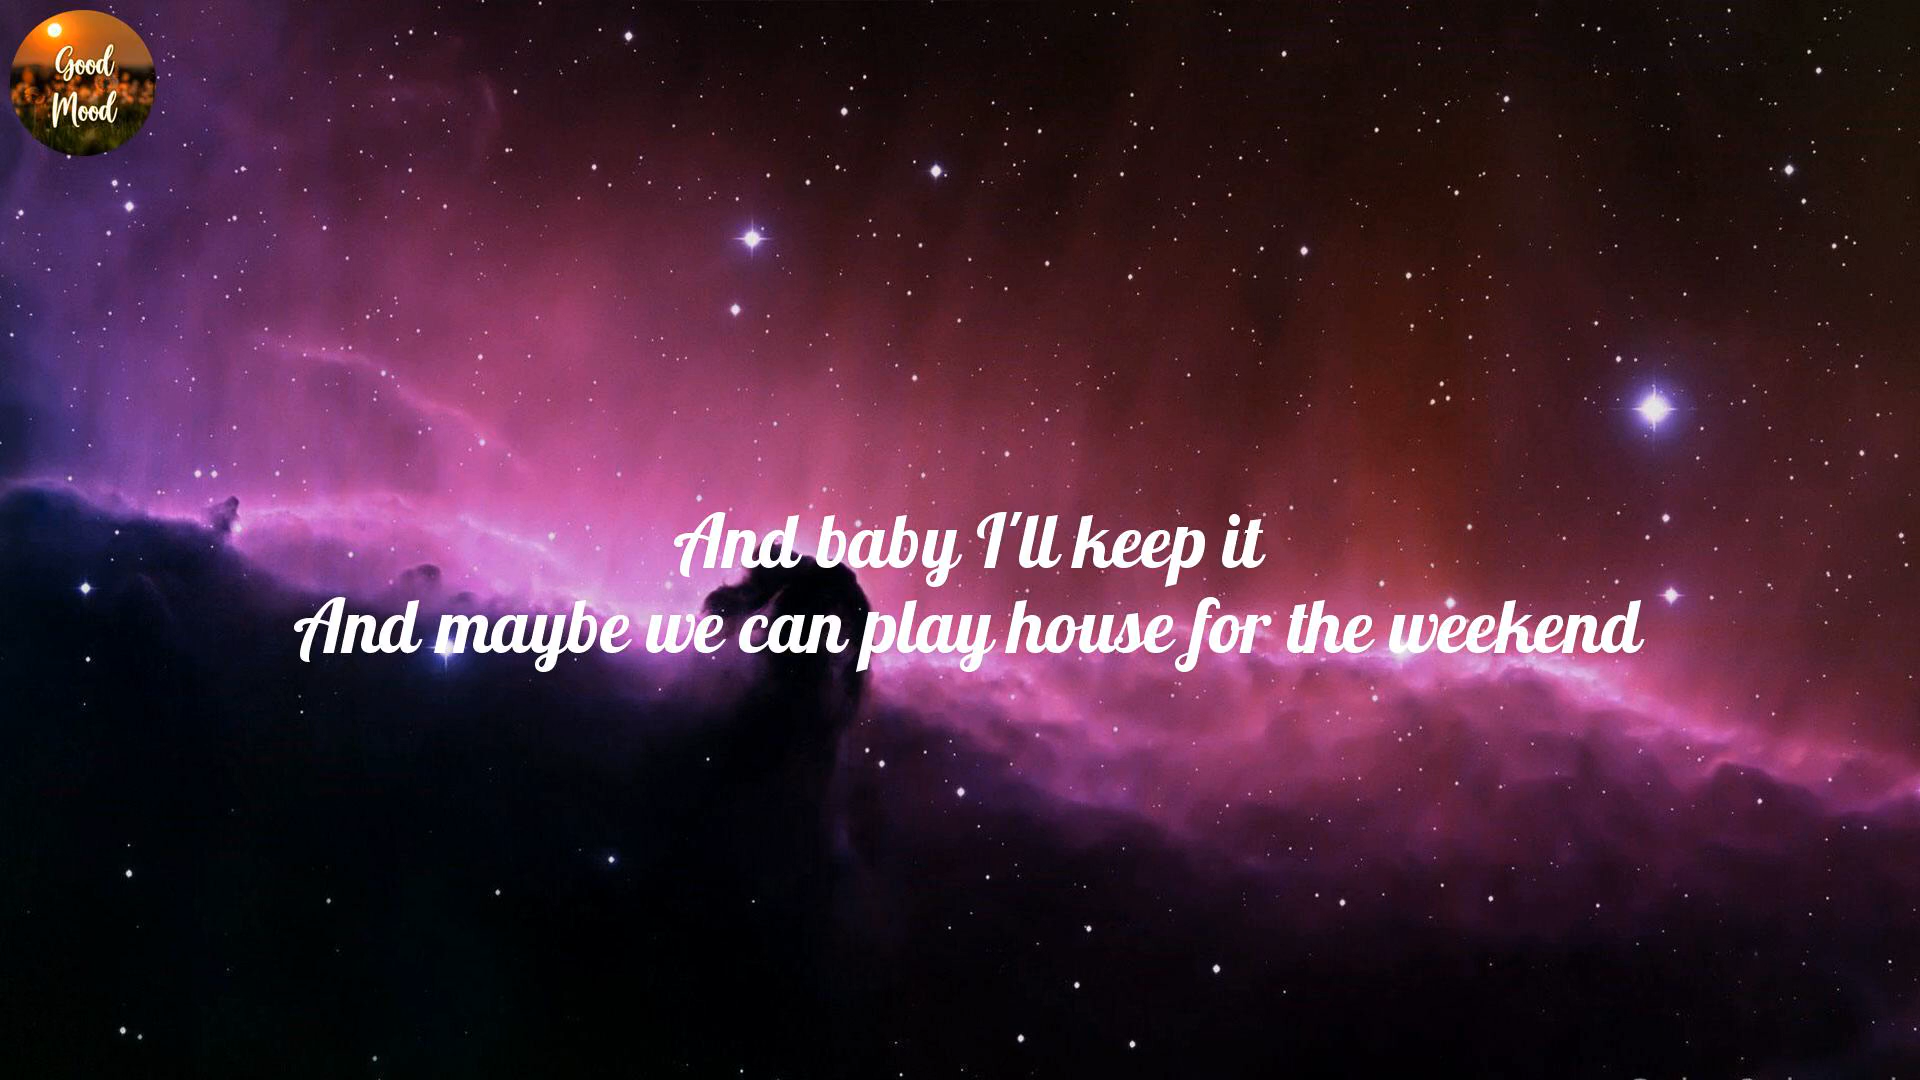 Good
Mood
And baby I'll keep it
And maybe we can play house for the weekend